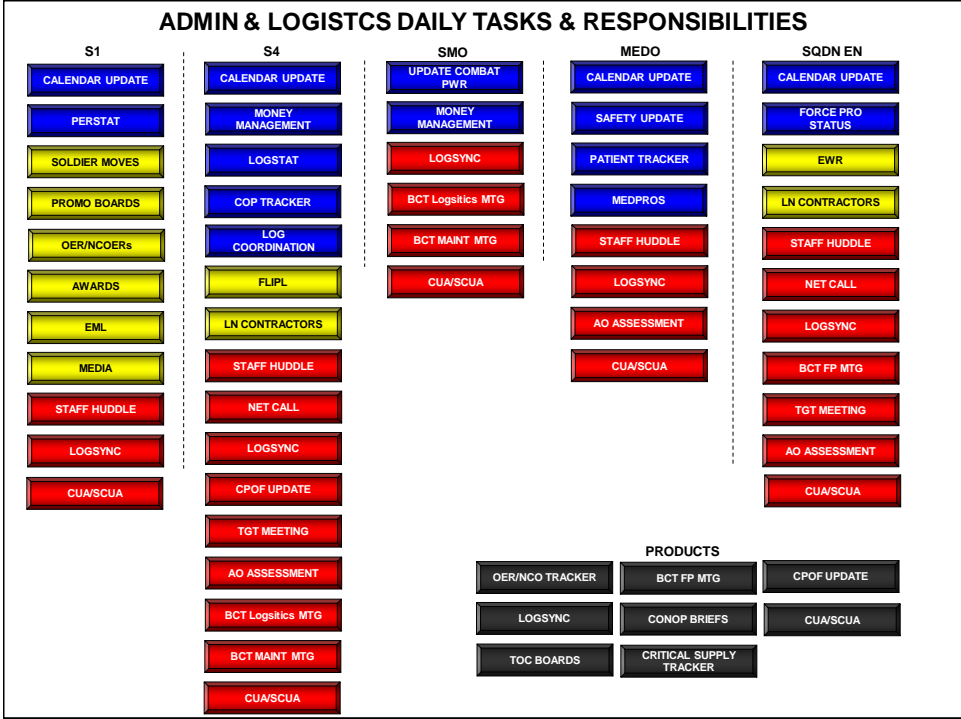 ADMIN & LOGISTCS DAILY TASKS & RESPONSIBILITIES
S1
CALENDAR UPDATE
PERSTAT
SOLDIER MOVES
PROMO BOARDS
OER/NCOERs
AWARDS
EML
MEDIA
STAFF HUDDLE
LOGSYNC
CUA/SCUA
S4
CALENDAR UPDATE
MONEY
MANAGEMENT
LOGSTAT
COP TRACKER
LOG
COORDINATION
FLIPL
LN CONTRACTORS
STAFF HUDDLE
NET CALL
LOGSYNC
CPOF UPDATE
TGT MEETING
AO ASSESSMENT
BCT Logsitics MTG
BCT MAINT MTG
CUA/SCUA
SMO
UPDATE COMBAT
PWR
MONEY
MANAGEMENT
LOGSYNC
BCT Logsitics MTG
BCT MAINT MTG
CUA/SCUA
MEDO
CALENDAR UPDATE
SAFETY UPDATE
PATIENT TRACKER
MEDPROS
STAFF HUDDLE
LOGSYNC
AO ASSESSMENT
CUA/SCUA
SQDN EN
CALENDAR UPDATE
FORCE PRO
STATUS
EWR
LN CONTRACTORS
STAFF HUDDLE
NET CALL
LOGSYNC
BCT FP MTG
TGT MEETING
AO ASSESSMENT
CUA/SCUA
PRODUCTS
OER/NCO TRACKER
BCT FP MTG
CPOF UPDATE
LOGSYNC
CONOP BRIEFS
CUA/SCUA
TOC BOARDS
CRITICAL SUPPLY
TRACKER